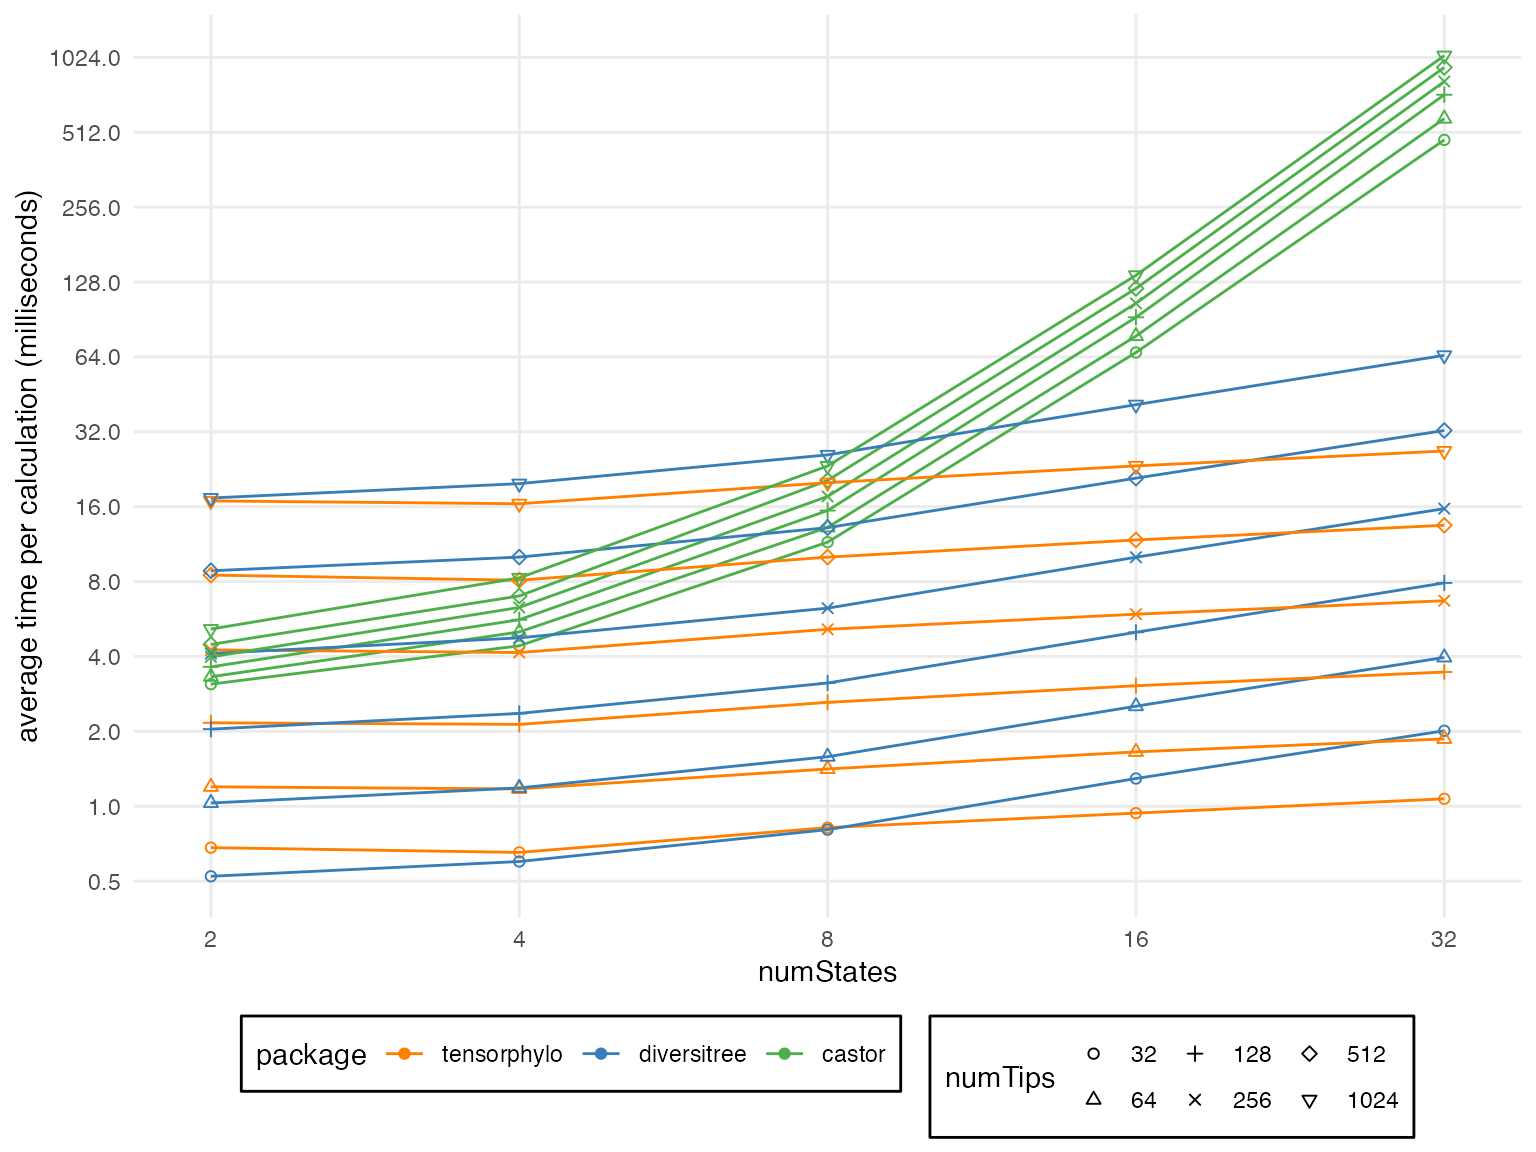 average time per calculation (milliseconds)
1024.0
512.0
256.0
128.0
64.0
32.0
16.0
8.0
4.0
2.0
1.0
0.5
2 4 8 16 32
numStates
package tensorphylo diversitree castor
numTips
32 128 512
64 256 1024